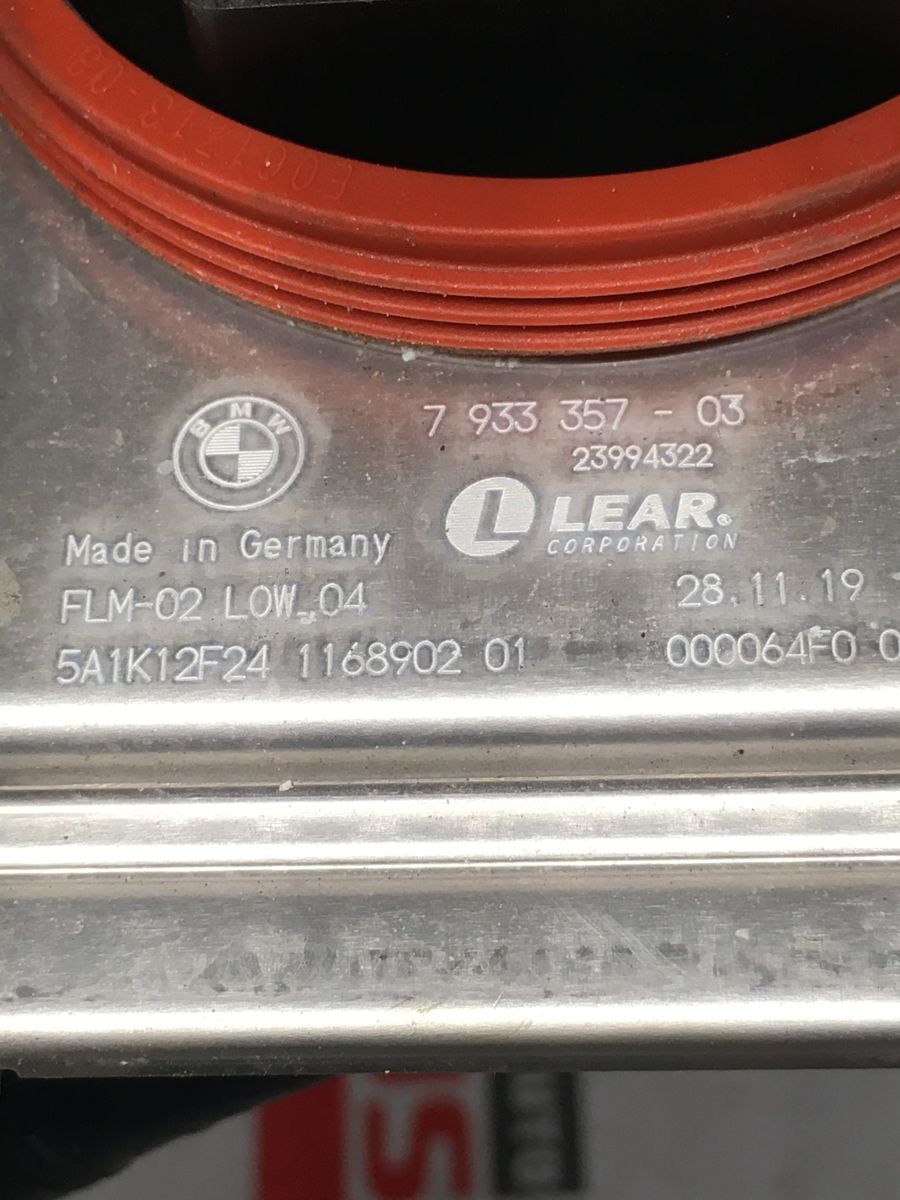 BMW
7 933 357 - 03
23994322
L LEAR®
CORPORATION
Made in Germany
FLM-02 LOW_04
28.11.19
5A1K12F24 1168902 01
000064F0 0